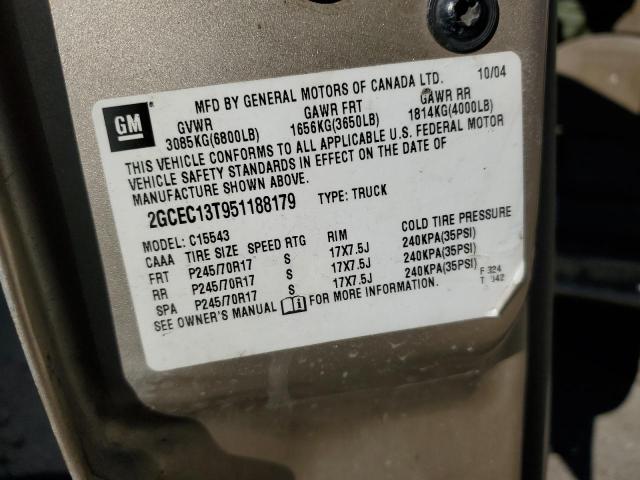 GM
MFD BY GENERAL MOTORS OF CANADA LTD. 10/04
GVWR GAWR FRT GAWR RR
3085KG(6800LB) 1656KG(3650LB) 1814KG(4000LB)
THIS VEHICLE CONFORMS TO ALL APPLICABLE U.S. FEDERAL MOTOR
VEHICLE SAFETY STANDARDS IN EFFECT ON THE DATE OF
MANUFACTURE SHOWN ABOVE.
2GCEC13T951188179 TYPE: TRUCK
MODEL: C15543
CAAA TIRE SIZE SPEED RTG RIM COLD TIRE PRESSURE
FRT P245/70R17 S 17X7.5J 240KPA(35PSI)
RR P245/70R17 S 17X7.5J 240KPA(35PSI)
SPA P245/70R17 S 17X7.5J 240KPA(35PSI)
SEE OWNER'S MANUAL FOR MORE INFORMATION.
F 324
T